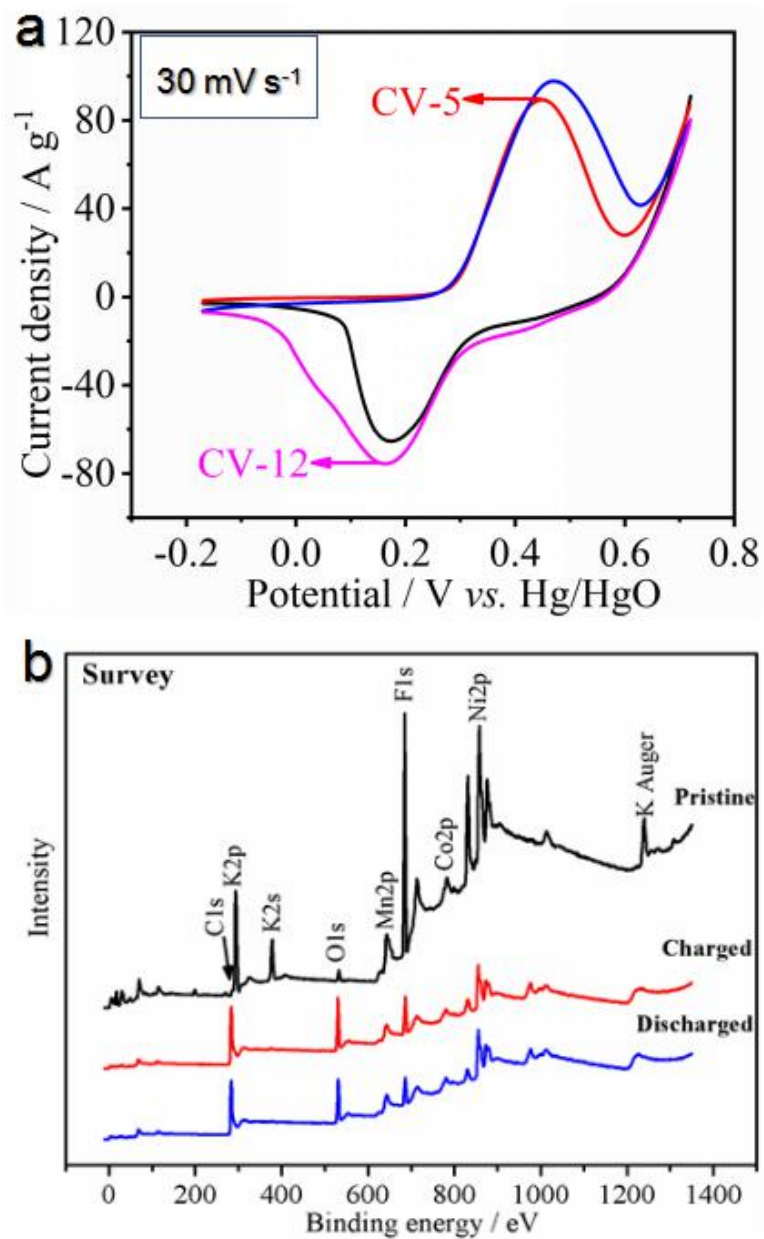 a
30 mV s⁻¹
CV-5
CV-12
120
80
40
0
-40
-80
Current density / A g⁻¹
-0.2 0.0 0.2 0.4 0.6 0.8
Potential / V vs. Hg/HgO
b
Survey
C1s
K2p
K2s
O1s
Mn2p
F1s
Co2p
Ni2p
K Auger
Pristine
Charged
Discharged
Intensity
0 200 400 600 800 1000 1200 1400
Binding energy / eV